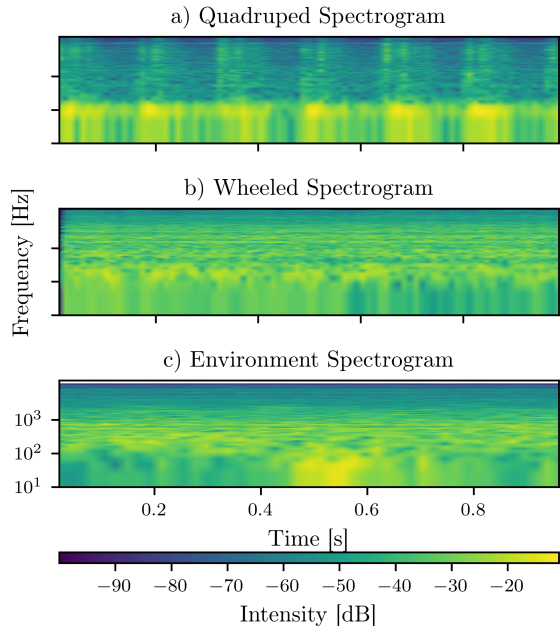 a) Quadruped Spectrogram
b) Wheeled Spectrogram
Frequency [Hz]
c) Environment Spectrogram
10³
10²
10¹
0.2 0.4 0.6 0.8
Time [s]
−90 −80 −70 −60 −50 −40 −30 −20
Intensity [dB]